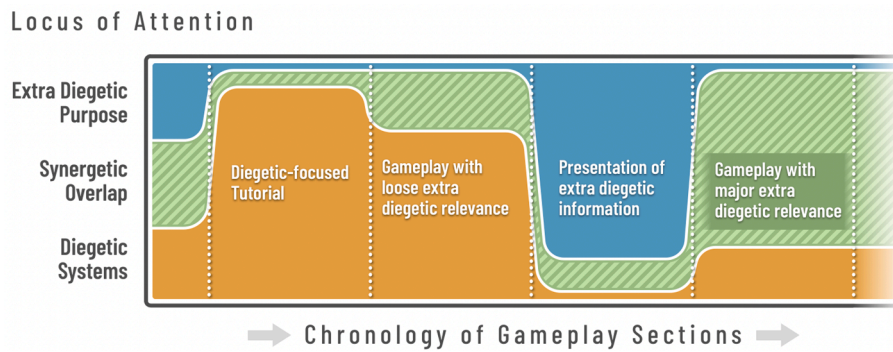 Locus of Attention
Extra Diegetic
Purpose
Synergetic
Overlap
Diegetic
Systems
Diegetic-focused
Tutorial
Gameplay with
loose extra
diegetic relevance
Presentation of
extra diegetic
information
Gameplay with
major extra
diegetic relevance
Chronology of Gameplay Sections